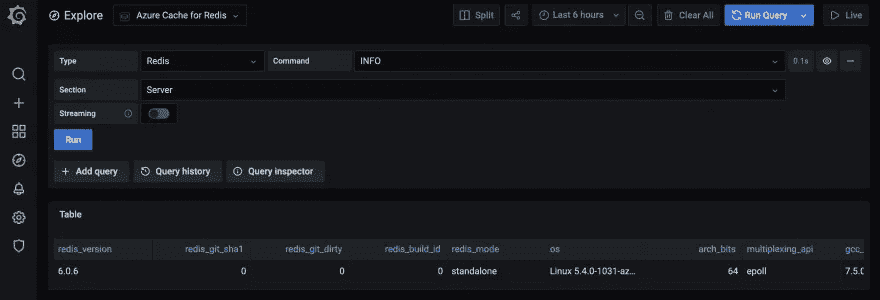 Explore Azure Cache for Redis Split Last 6 hours Clear All Run Query Live
Type Redis Command INFO 0.1s
Section Server
Streaming
Run
+ Add query Query history Query inspector
Table
redis_version redis_git_sha1 redis_git_dirty redis_build_id redis_mode os arch_bits multiplexing_api gcc_
6.0.6 0 0 0 standalone Linux 5.4.0-1031-az... 64 epoll 7.5.0